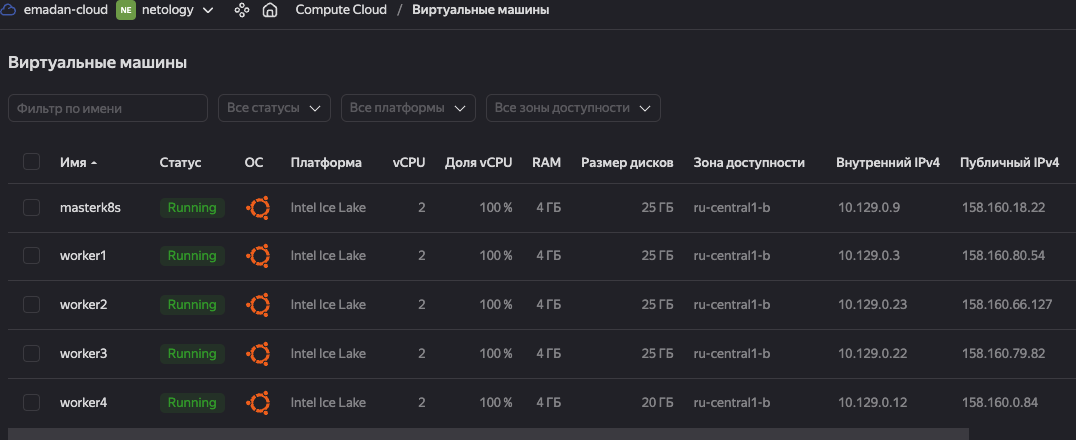 emadan-cloud NE netology Compute Cloud / Виртуальные машины
Виртуальные машины
Фильтр по имени Все статусы Все платформы Все зоны доступности
Имя Статус ОС Платформа vCPU Доля vCPU RAM Размер дисков Зона доступности Внутренний IPv4 Публичный IPv4
masterk8s Running Intel Ice Lake 2 100 % 4 ГБ 25 ГБ ru-central1-b 10.129.0.9 158.160.18.22
worker1 Running Intel Ice Lake 2 100 % 4 ГБ 25 ГБ ru-central1-b 10.129.0.3 158.160.80.54
worker2 Running Intel Ice Lake 2 100 % 4 ГБ 25 ГБ ru-central1-b 10.129.0.23 158.160.66.127
worker3 Running Intel Ice Lake 2 100 % 4 ГБ 25 ГБ ru-central1-b 10.129.0.22 158.160.79.82
worker4 Running Intel Ice Lake 2 100 % 4 ГБ 20 ГБ ru-central1-b 10.129.0.12 158.160.0.84